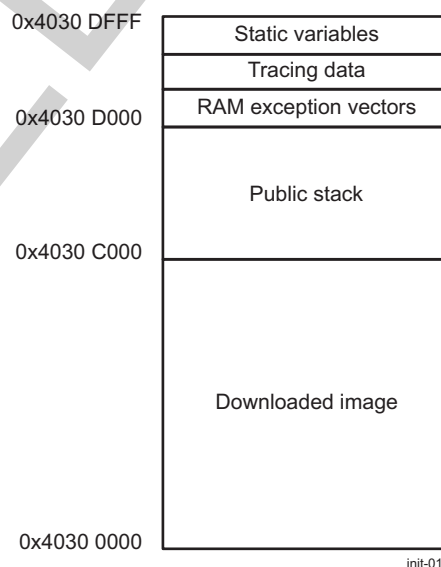 0x4030 DFFF
Static variables
Tracing data
RAM exception vectors
0x4030 D000
Public stack
0x4030 C000
Downloaded image
0x4030 0000
init-01